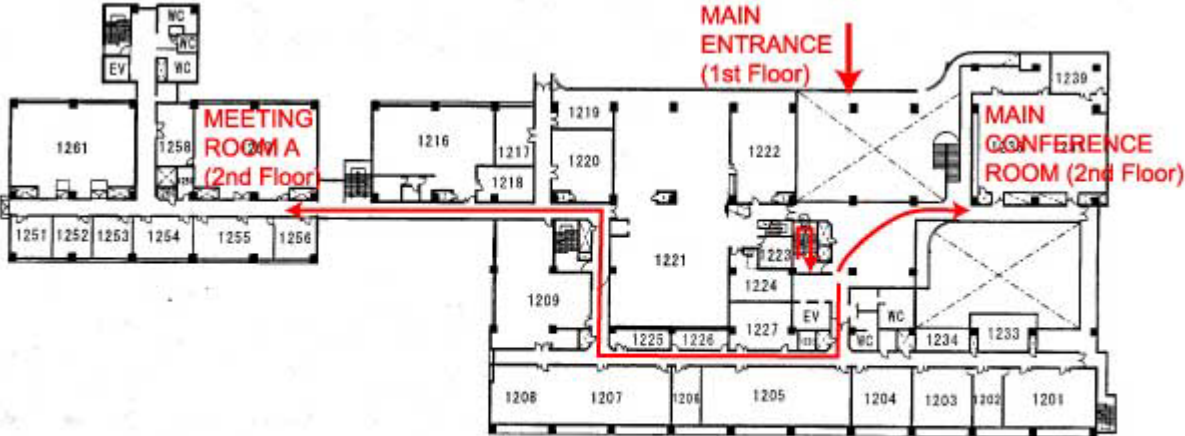 MAIN
ENTRANCE
(1st Floor)
WC
WC
EV
WC
1239
1219
MEETING
ROOM A
(2nd Floor)
MAIN
CONFERENCE
ROOM (2nd Floor)
1261
1258
1216
1217
1220
1222
1218
1251
1252
1253
1254
1255
1256
1221
1223
1224
1209
EV
WC
1225
1226
1227
WC
1234
1233
1208
1207
1206
1205
1204
1203
1202
1201